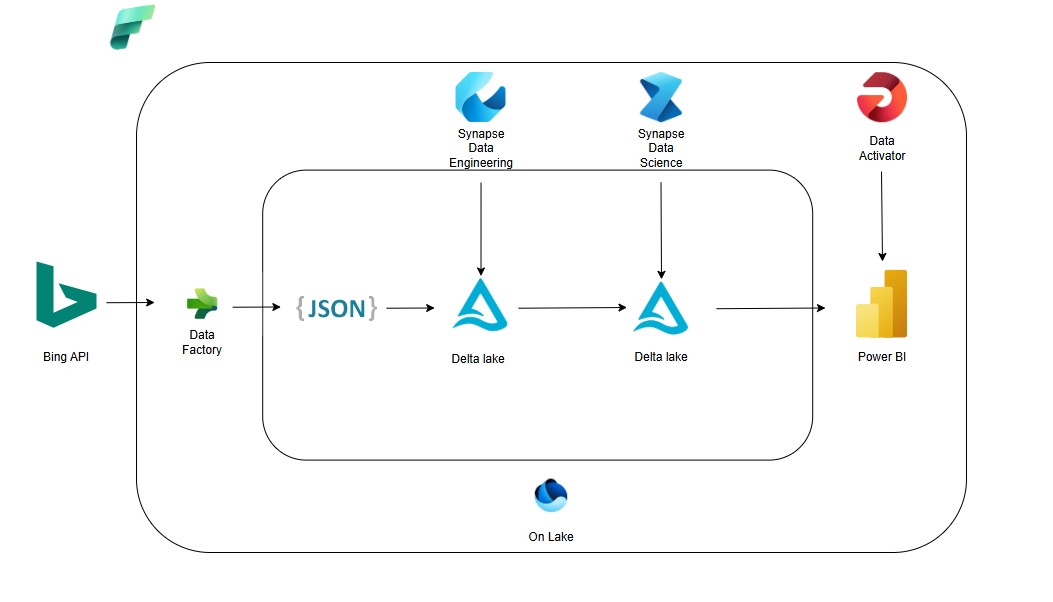 Synapse
Data
Engineering
Synapse
Data
Science
Data
Activator
Bing API
Data
Factory
{JSON}
Delta lake
Delta lake
Power BI
On Lake